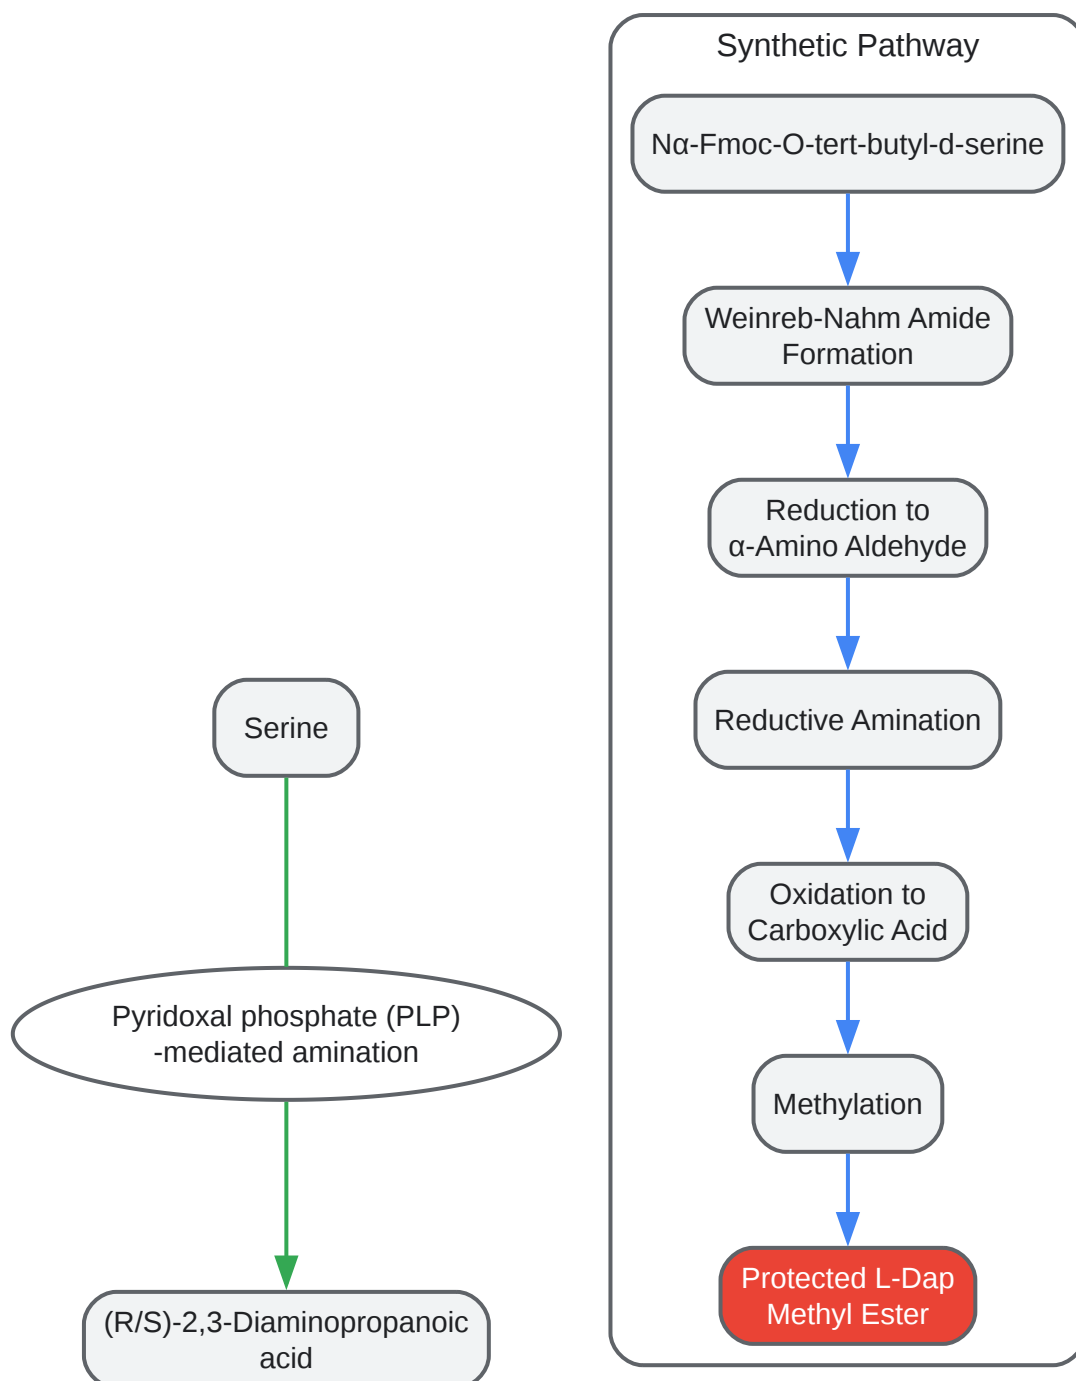 Synthetic Pathway
Nα-Fmoc-O-tert-butyl-d-serine
Weinreb-Nahm Amide
Formation
Reduction to
α-Amino Aldehyde
Reductive Amination
Oxidation to
Carboxylic Acid
Methylation
Protected L-Dap
Methyl Ester
Serine
Pyridoxal phosphate (PLP)
-mediated amination
(R/S)-2,3-Diaminopropanoic
acid